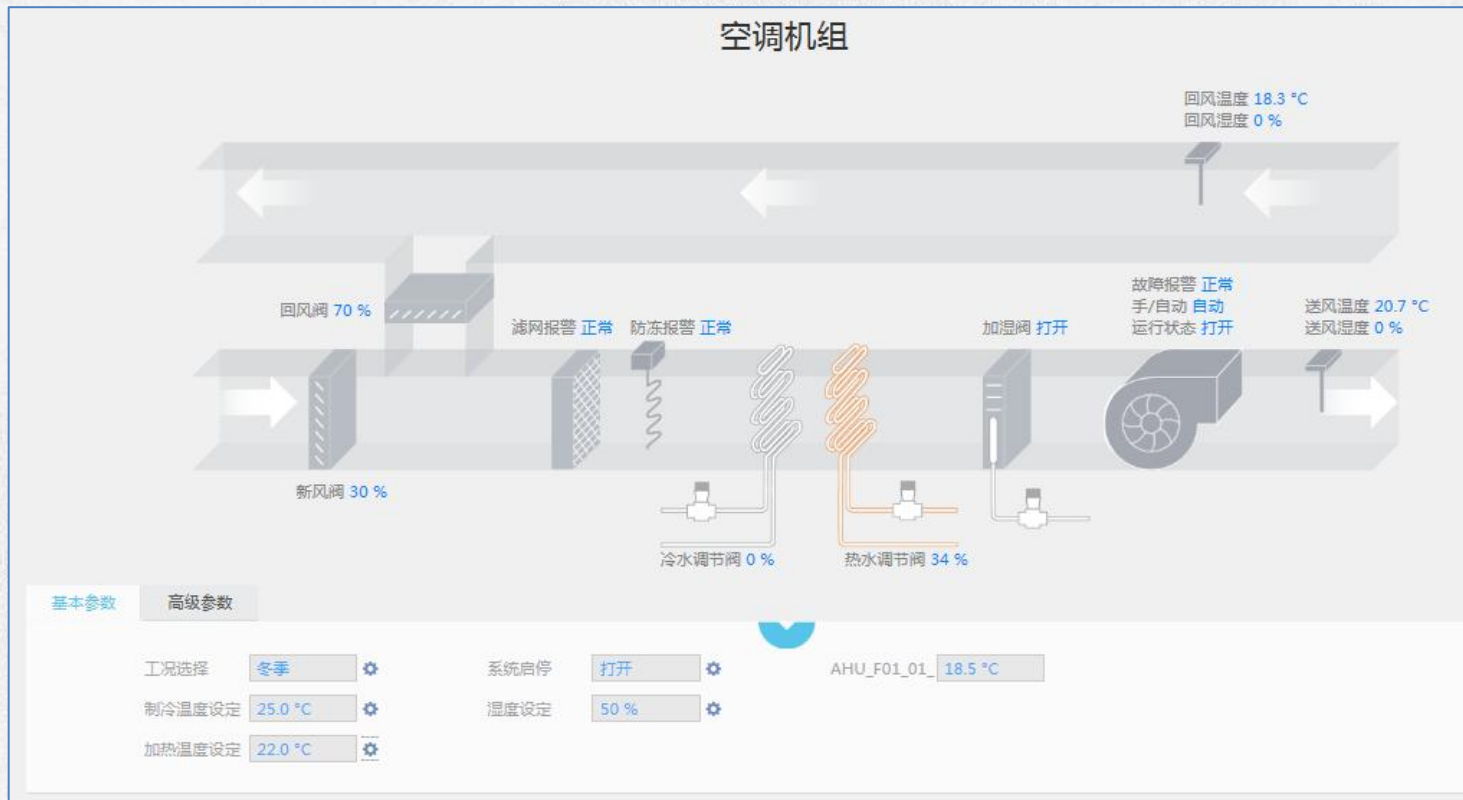 空调机组
回风温度 18.3 °C
回风湿度 0 %
回风阀 70 %
滤网报警 正常
防冻报警 正常
加湿阀 打开
故障报警 正常
手/自动 自动
运行状态 打开
送风温度 20.7 °C
送风湿度 0 %
新风阀 30 %
冷水调节阀 0 %
热水调节阀 34 %
基本参数 高级参数
工况选择 冬季 系统启停 打开 AHU_F01_01_ 18.5 °C
制冷温度设定 25.0 °C 湿度设定 50 %
加热温度设定 22.0 °C